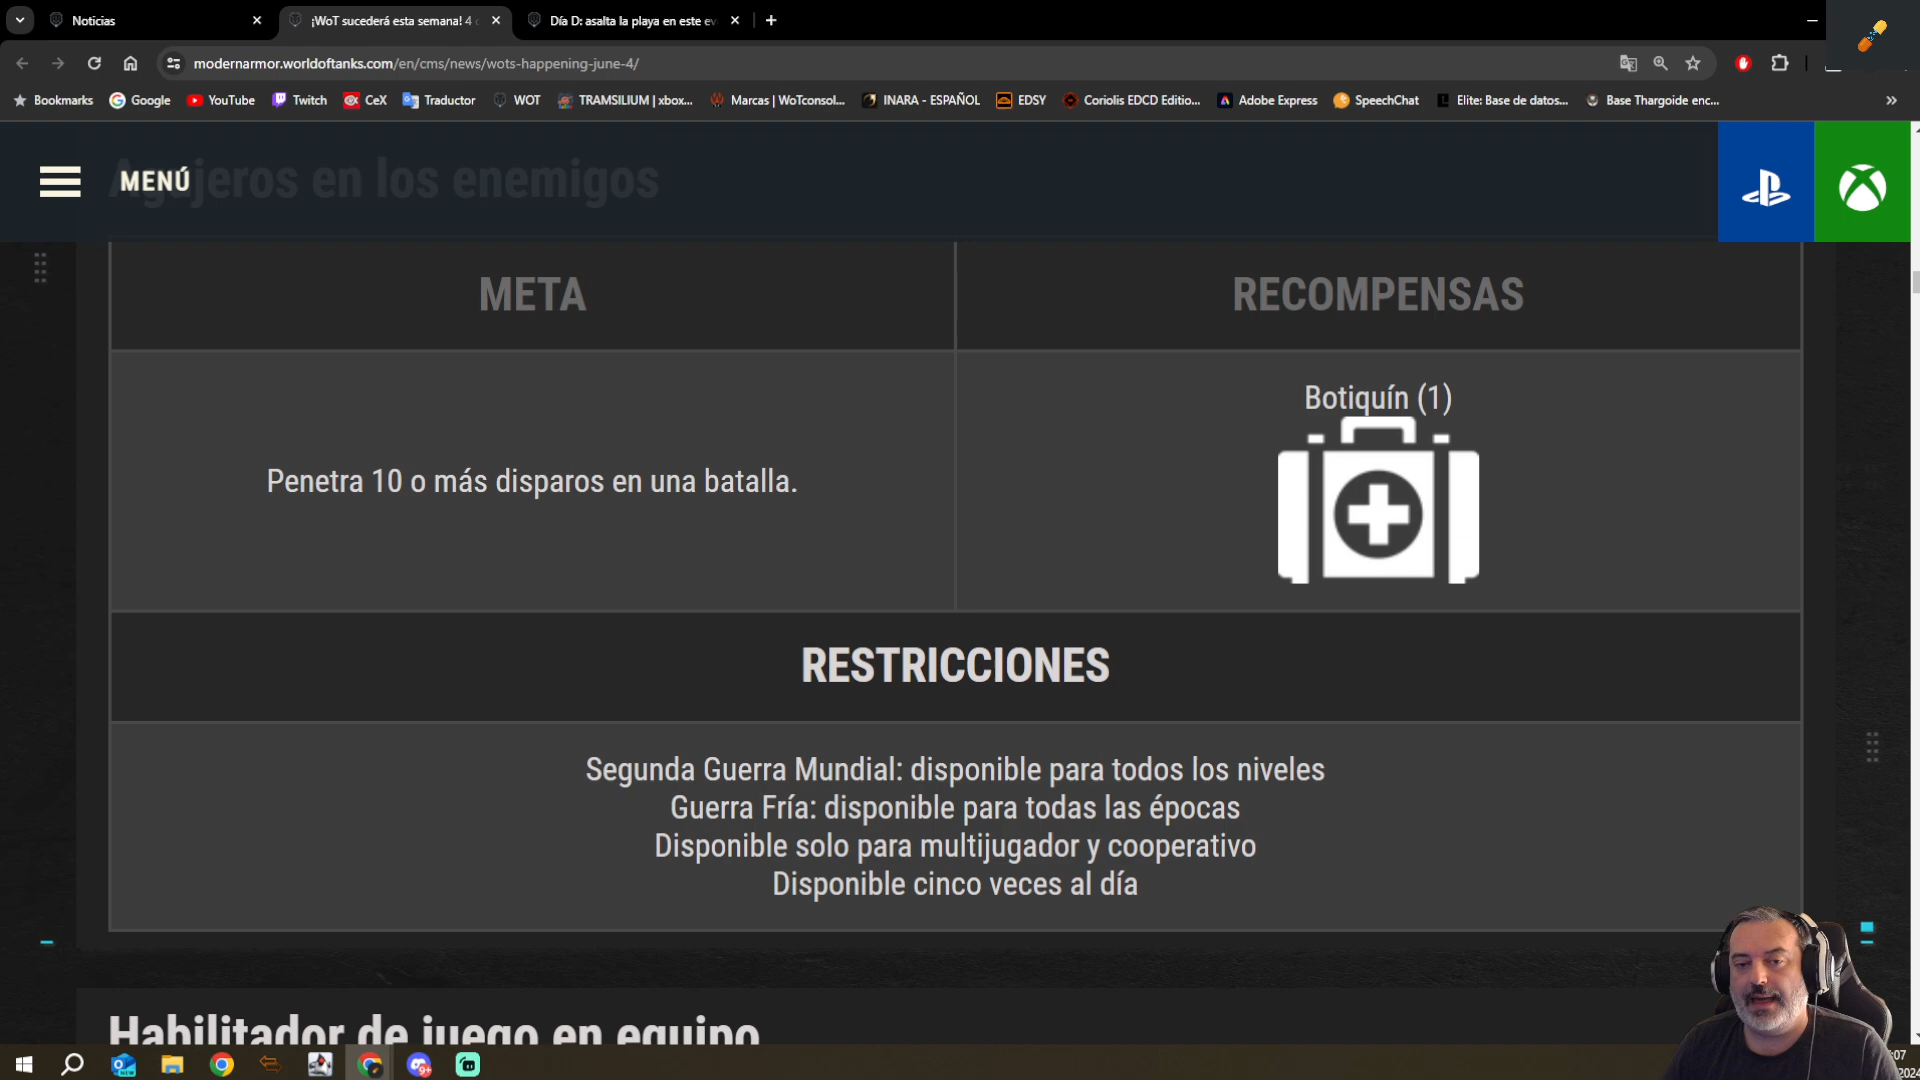 Noticias
¡WoT sucederá esta semana! 4
Día D: asalta la playa en este ev
modernarmor.worldoftanks.com/en/cms/news/wots-happening-june-4/
Bookmarks
Google
YouTube
Twitch
CeX
Traductor
WOT
TRAMSILIUM | xbox...
Marcas | WoTconsol...
INARA - ESPAÑOL
EDSY
Coriolis EDCD Editio...
Adobe Express
SpeechChat
Elite: Base de datos...
Base Thargoide enc...
MENÚ
Agujeros en los enemigos
META
RECOMPENSAS
Penetra 10 o más disparos en una batalla.
Botiquín (1)
RESTRICCIONES
Segunda Guerra Mundial: disponible para todos los niveles
Guerra Fría: disponible para todas las épocas
Disponible solo para multijugador y cooperativo
Disponible cinco veces al día
Habilitador de juego en equipo
9+
:07
2024